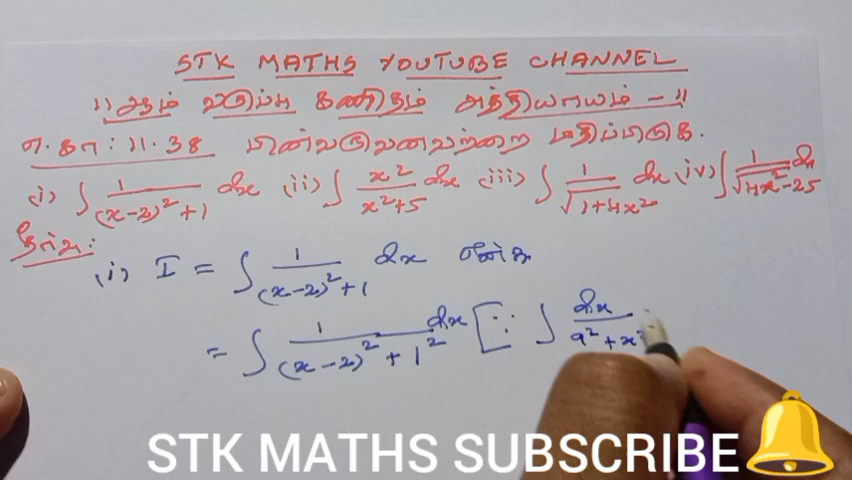 STK MATHS YOUTUBE CHANNEL
11 ஆம் வகுப்பு கணிதம் அத்தியாயம் - 11
எ.கா : 11.38 பின்வருவனவற்றை மதிப்பிடுக.
(i) ∫ 1/((x-2)²+1) dx (ii) ∫ x²/(x²+5) dx (iii) ∫ 1/√(1+4x²) dx (iv) ∫ 1/√(4x²-25) dx
தீர்வு:
(i) I = ∫ 1/((x-2)²+1) dx என்க
= ∫ 1/((x-2)²+1²) dx [∵ ∫ dx/(a²+x²)
STK MATHS SUBSCRIBE